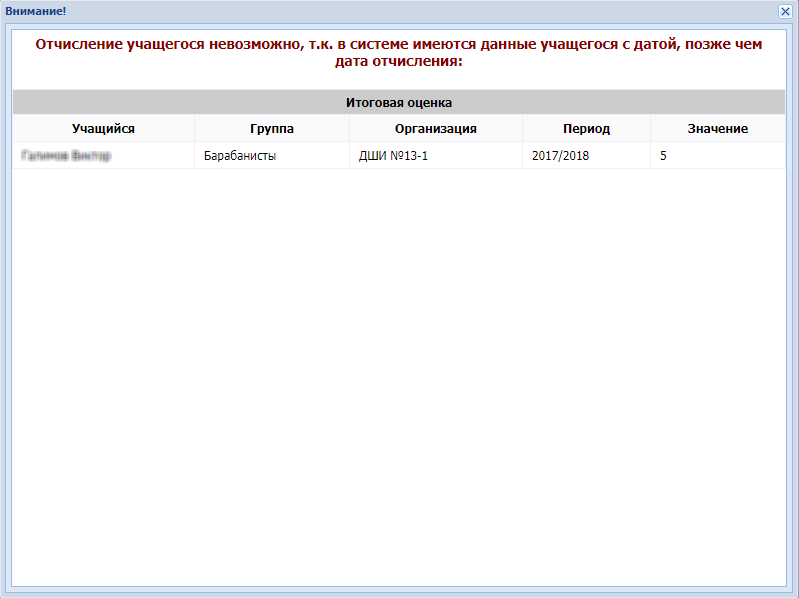 Внимание!
Отчисление учащегося невозможно, т.к. в системе имеются данные учащегося с датой, позже чем
дата отчисления:
Итоговая оценка
Учащийся Группа Организация Период Значение
Барабанисты ДШИ №13-1 2017/2018 5